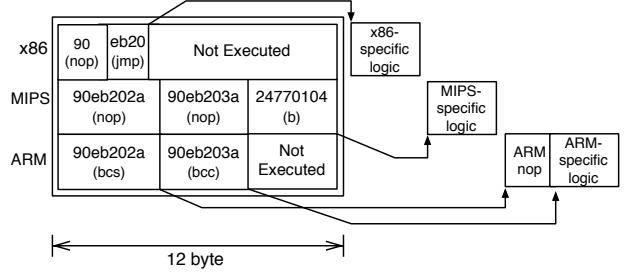 x86
90
(nop)
eb20
(jmp)
Not Executed
x86-
specific
logic
MIPS
90eb202a
(nop)
90eb203a
(nop)
24770104
(b)
MIPS-
specific
logic
ARM
90eb202a
(bcs)
90eb203a
(bcc)
Not
Executed
ARM
nop
ARM-
specific
logic
12 byte